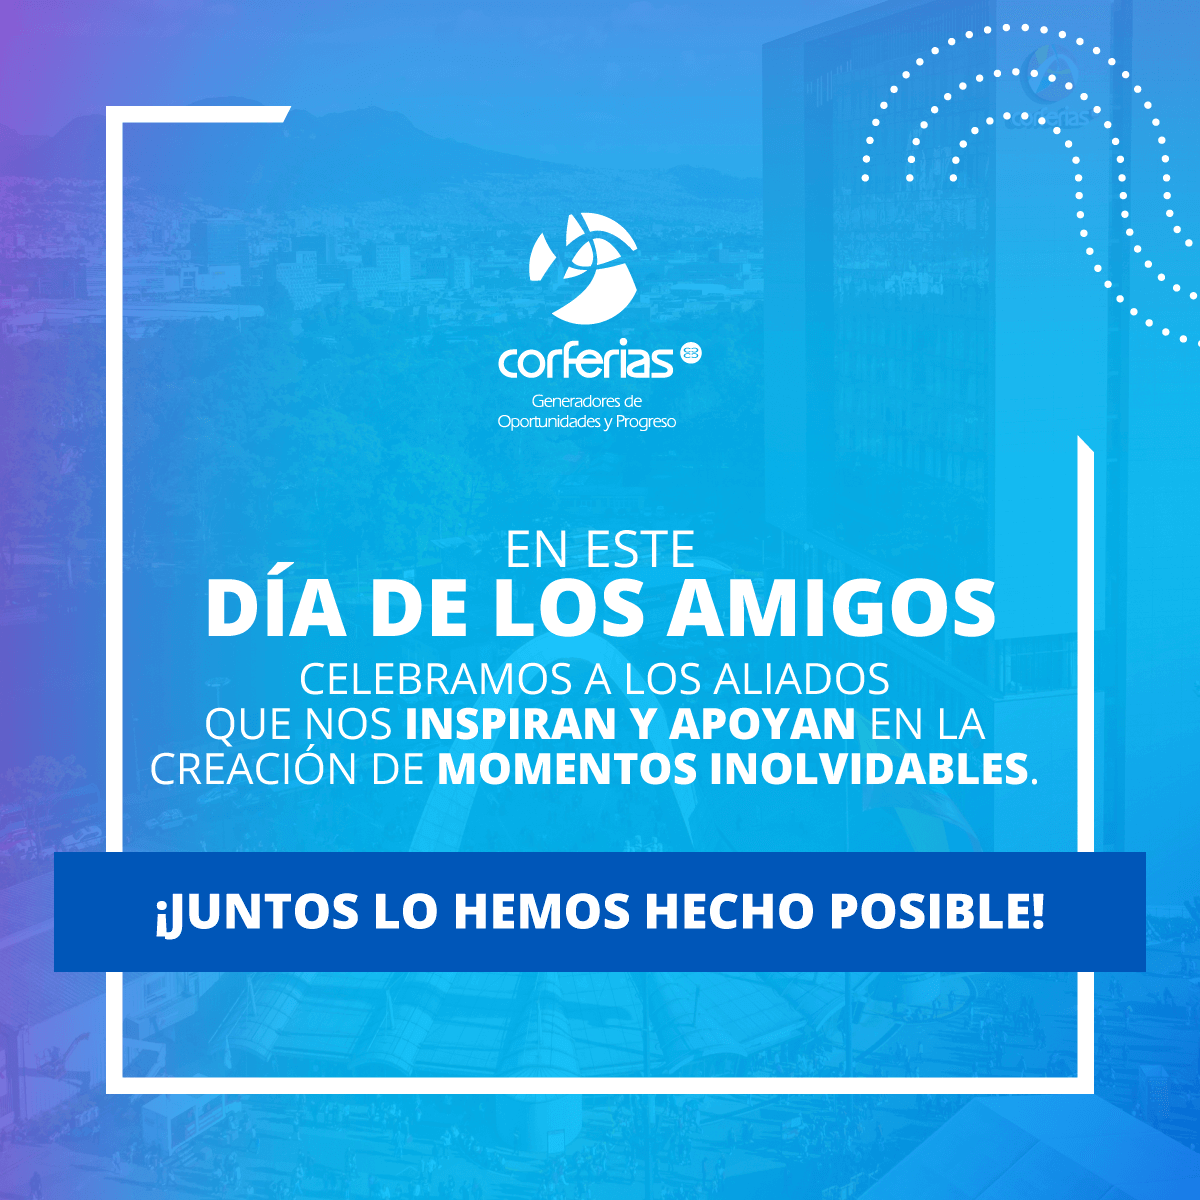 corferias
corferias
Generadores de
Oportunidades y Progreso
EN ESTE
DÍA DE LOS AMIGOS
CELEBRAMOS A LOS ALIADOS
QUE NOS INSPIRAN Y APOYAN EN LA
CREACIÓN DE MOMENTOS INOLVIDABLES.
¡JUNTOS LO HEMOS HECHO POSIBLE!